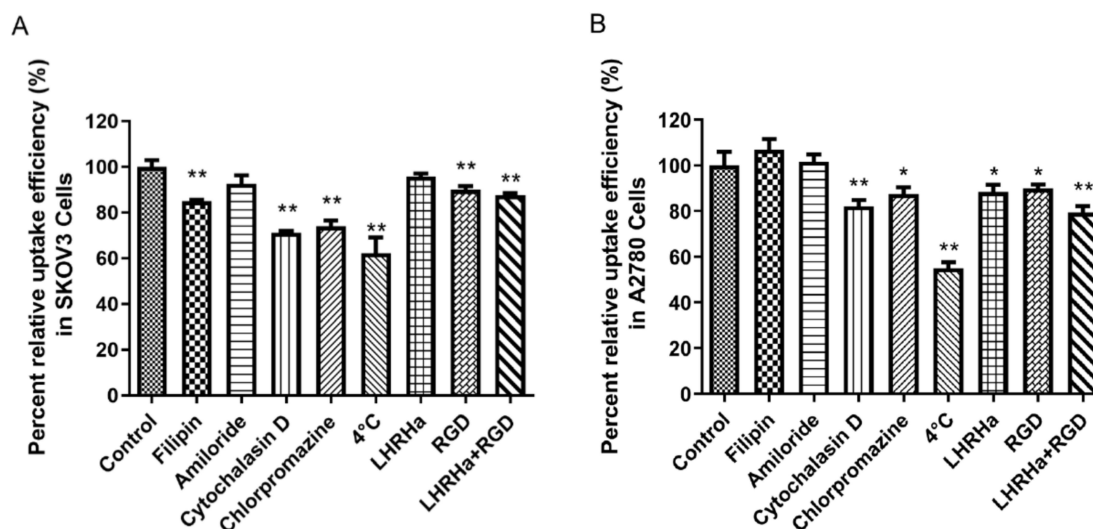 A
Percent relative uptake efficiency (%)
in SKOV3 Cells
120
100
80
60
40
20
0
**
**
**
**
**
**
Control
Filipin
Amiloride
Cytochalasin D
Chlorpromazine
4°C
LHRHa
RGD
LHRHa+RGD
B
Percent relative uptake efficiency (%)
in A2780 Cells
120
100
80
60
40
20
0
**
*
**
*
*
**
Control
Filipin
Amiloride
Cytochalasin D
Chlorpromazine
4°C
LHRHa
RGD
LHRHa+RGD